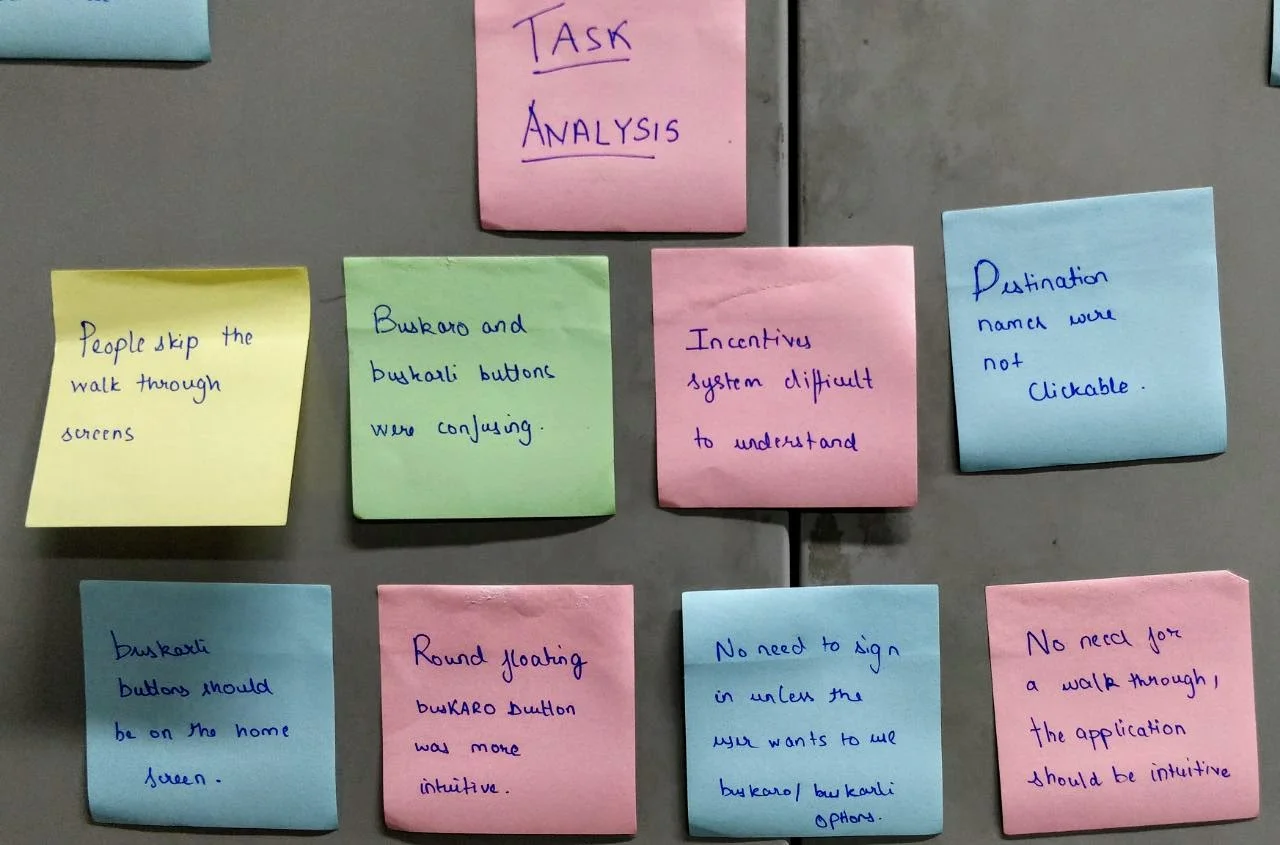 TASK
ANALYSIS
People skip the
walk through
screens
Buskaro and
buskarli buttons
were confusing.
Incentives
system difficult
to understand
Destination
names were
not
Clickable.
buskarli
buttons should
be on the home
screen.
Round floating
busKARO button
was more
intuitive.
No need to sign
in unless the
user wants to use
buskaro/ buskarli
options.
No need for
a walk through,
the application
should be intuitive